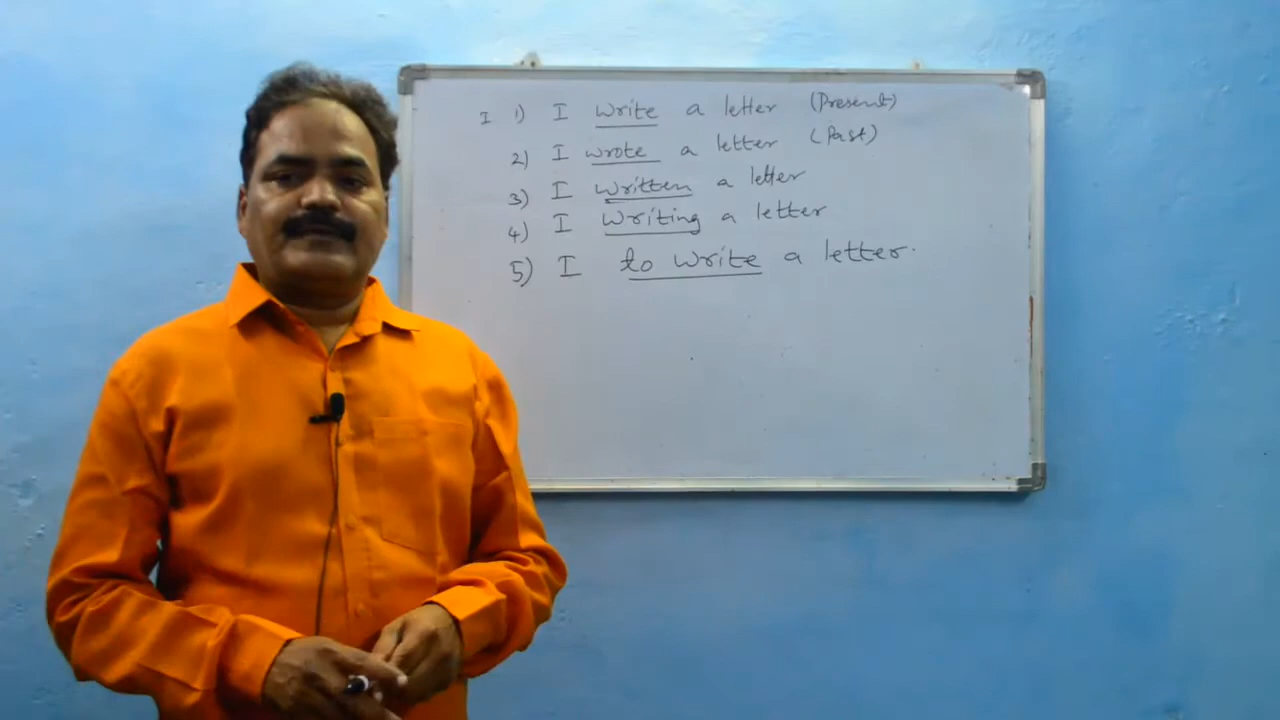 I 1) I write a letter (Present)
2) I wrote a letter (Past)
3) I written a letter
4) I writing a letter
5) I to write a letter.